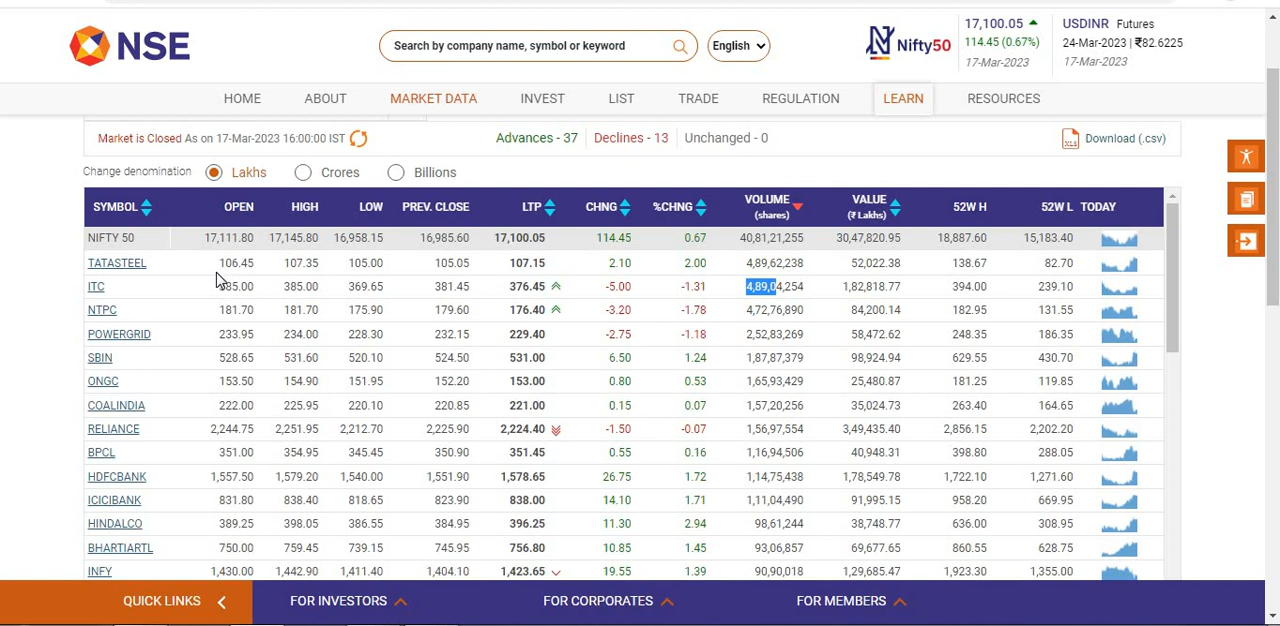 NSE
Search by company name, symbol or keyword
English
Nifty50
17,100.05
114.45 (0.67%)
17-Mar-2023
USDINR Futures
24-Mar-2023 | ₹82.6225
17-Mar-2023
HOME ABOUT MARKET DATA INVEST LIST TRADE REGULATION LEARN RESOURCES
Market is Closed As on 17-Mar-2023 16:00:00 IST Advances - 37 Declines - 13 Unchanged - 0 XLS Download (.csv)
Change denomination Lakhs Crores Billions
SYMBOL OPEN HIGH LOW PREV. CLOSE LTP CHNG %CHNG VOLUME (shares) VALUE (₹ Lakhs) 52W H 52W L TODAY
NIFTY 50 17,111.80 17,145.80 16,958.15 16,985.60 17,100.05 114.45 0.67 40,81,21,255 30,47,820.95 18,887.60 15,183.40
TATASTEEL 106.45 107.35 105.00 105.05 107.15 2.10 2.00 4,89,62,238 52,022.38 138.67 82.70
ITC 385.00 385.00 369.65 381.45 376.45 -5.00 -1.31 4,89,04,254 1,82,818.77 394.00 239.10
NTPC 181.70 181.70 175.90 179.60 176.40 -3.20 -1.78 4,72,76,890 84,200.14 182.95 131.55
POWERGRID 233.95 234.00 228.30 232.15 229.40 -2.75 -1.18 2,52,83,269 58,472.62 248.35 186.35
SBIN 528.65 531.60 520.10 524.50 531.00 6.50 1.24 1,87,87,379 98,924.94 629.55 430.70
ONGC 153.50 154.90 151.95 152.20 153.00 0.80 0.53 1,65,93,429 25,480.87 181.25 119.85
COALINDIA 222.00 225.95 220.10 220.85 221.00 0.15 0.07 1,57,20,256 35,024.73 263.40 164.65
RELIANCE 2,244.75 2,251.95 2,212.70 2,225.90 2,224.40 -1.50 -0.07 1,56,97,554 3,49,435.40 2,856.15 2,202.20
BPCL 351.00 354.95 345.45 350.90 351.45 0.55 0.16 1,16,94,506 40,948.31 398.80 288.05
HDFCBANK 1,557.50 1,579.20 1,540.00 1,551.90 1,578.65 26.75 1.72 1,14,75,438 1,78,549.78 1,722.10 1,271.60
ICICIBANK 831.80 838.40 818.65 823.90 838.00 14.10 1.71 1,11,04,490 91,995.15 958.20 669.95
HINDALCO 389.25 398.05 386.55 384.95 396.25 11.30 2.94 98,61,244 38,748.77 636.00 308.95
BHARTIARTL 750.00 759.45 739.15 745.95 756.80 10.85 1.45 93,06,857 69,677.65 860.55 628.75
INFY 1,430.00 1,442.90 1,411.40 1,404.10 1,423.65 19.55 1.39 90,90,018 1,29,685.47 1,923.30 1,355.00
QUICK LINKS FOR INVESTORS FOR CORPORATES FOR MEMBERS